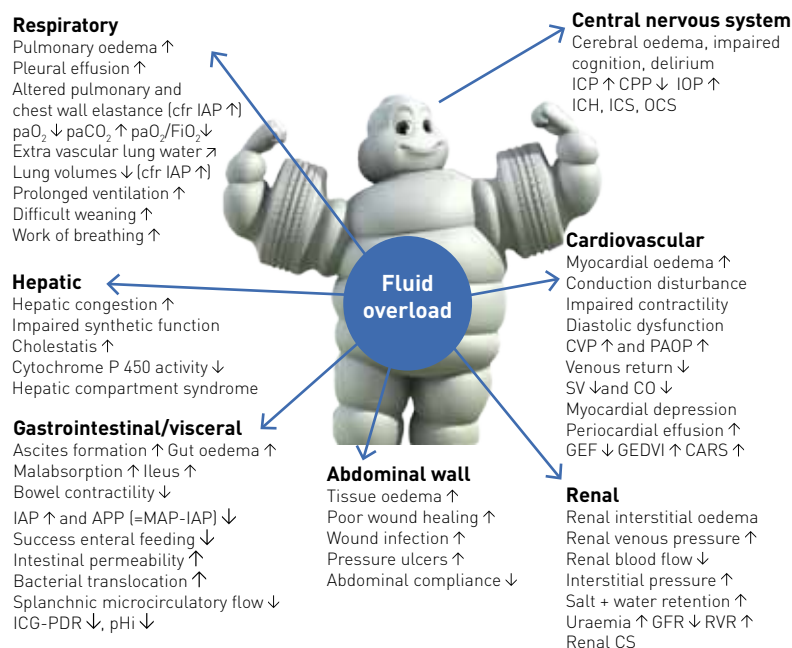 Respiratory
Pulmonary oedema ↑
Pleural effusion ↑
Altered pulmonary and
chest wall elastance (cfr IAP ↑)
paO₂ ↓ paCO₂ ↑ paO₂/FiO₂↓
Extra vascular lung water ↗
Lung volumes ↓ (cfr IAP ↑)
Prolonged ventilation ↑
Difficult weaning ↑
Work of breathing ↑
Central nervous system
Cerebral oedema, impaired
cognition, delirium
ICP ↑ CPP ↓ IOP ↑
ICH, ICS, OCS
Fluid
overload
Hepatic
Hepatic congestion ↑
Impaired synthetic function
Cholestatis ↑
Cytochrome P 450 activity ↓
Hepatic compartment syndrome
Cardiovascular
Myocardial oedema ↑
Conduction disturbance
Impaired contractility
Diastolic dysfunction
CVP ↑ and PAOP ↑
Venous return ↓
SV ↓and CO ↓
Myocardial depression
Periocardial effusion ↑
GEF ↓ GEDVI ↑ CARS ↑
Gastrointestinal/visceral
Ascites formation ↑ Gut oedema ↑
Malabsorption ↑ Ileus ↑
Bowel contractility ↓
IAP ↑ and APP (=MAP-IAP) ↓
Success enteral feeding ↓
Intestinal permeability ↑
Bacterial translocation ↑
Splanchnic microcirculatory flow ↓
ICG-PDR ↓, pHi ↓
Abdominal wall
Tissue oedema ↑
Poor wound healing ↑
Wound infection ↑
Pressure ulcers ↑
Abdominal compliance ↓
Renal
Renal interstitial oedema
Renal venous pressure ↑
Renal blood flow ↓
Interstitial pressure ↑
Salt + water retention ↑
Uraemia ↑ GFR ↓ RVR ↑
Renal CS